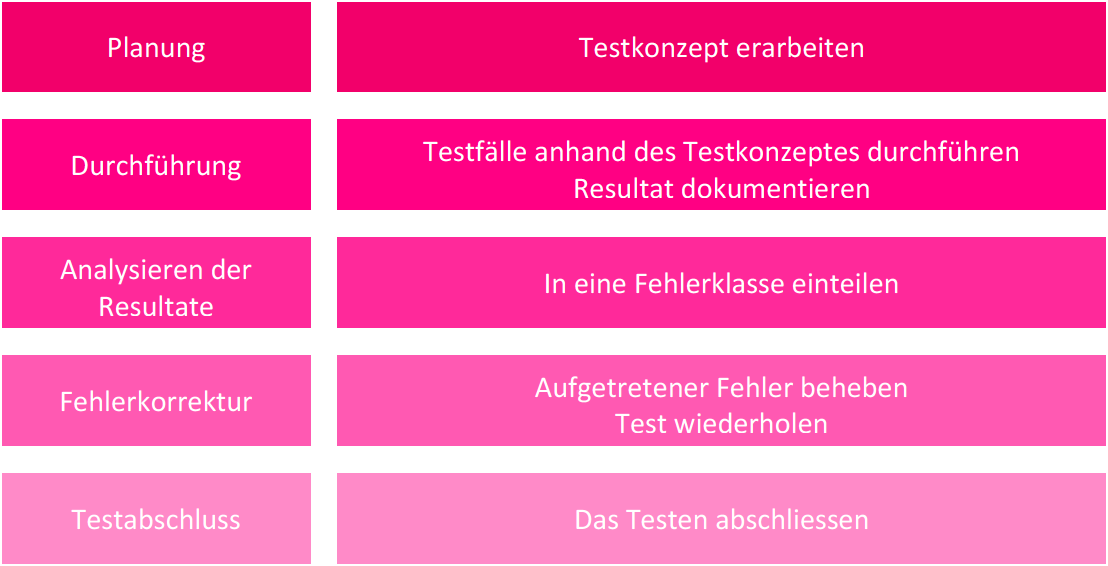 Planung
Testkonzept erarbeiten
Durchführung
Testfälle anhand des Testkonzeptes durchführen
Resultat dokumentieren
Analysieren der
Resultate
In eine Fehlerklasse einteilen
Fehlerkorrektur
Aufgetretener Fehler beheben
Test wiederholen
Testabschluss
Das Testen abschliessen